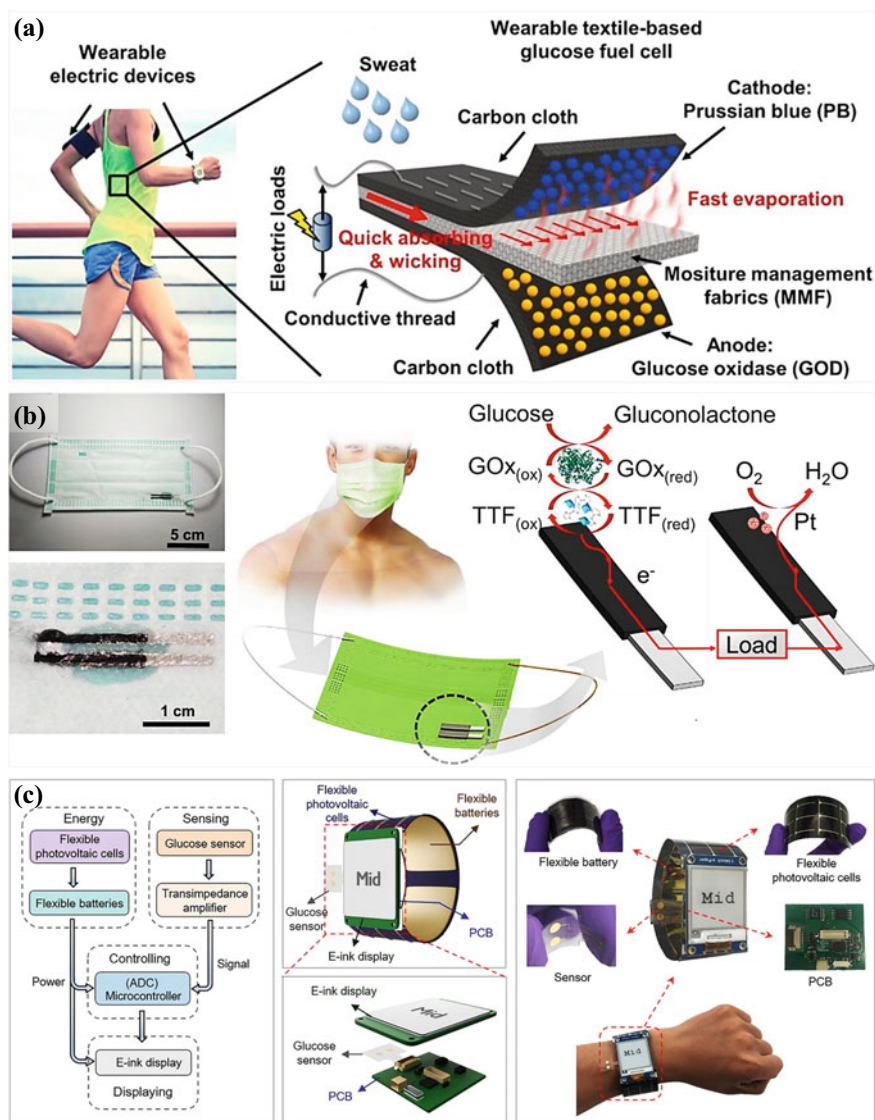 (a)
Wearable
electric devices
Sweat
Wearable textile-based
glucose fuel cell
Carbon cloth
Cathode:
Prussian blue (PB)
Electric loads
Quick absorbing
& wicking
Fast evaporation
Conductive thread
Carbon cloth
Mositure management
fabrics (MMF)
Anode:
Glucose oxidase (GOD)
(b)
5 cm
1 cm
Glucose
Gluconolactone
GOx(ox)
GOx(red)
TTF(ox)
TTF(red)
e-
O2
H2O
Pt
Load
(c)
Energy
Flexible
photovoltaic cells
Flexible batteries
Sensing
Glucose sensor
Transimpedance
amplifier
Power
Signal
Controlling
(ADC)
Microcontroller
E-ink display
Displaying
Flexible
photovoltaic
cells
Flexible
batteries
Mid
Glucose
sensor
PCB
E-ink display
E-ink display
Mid
Glucose
sensor
PCB
Flexible battery
Flexible
photovoltaic cells
Mid
Sensor
PCB
Mid